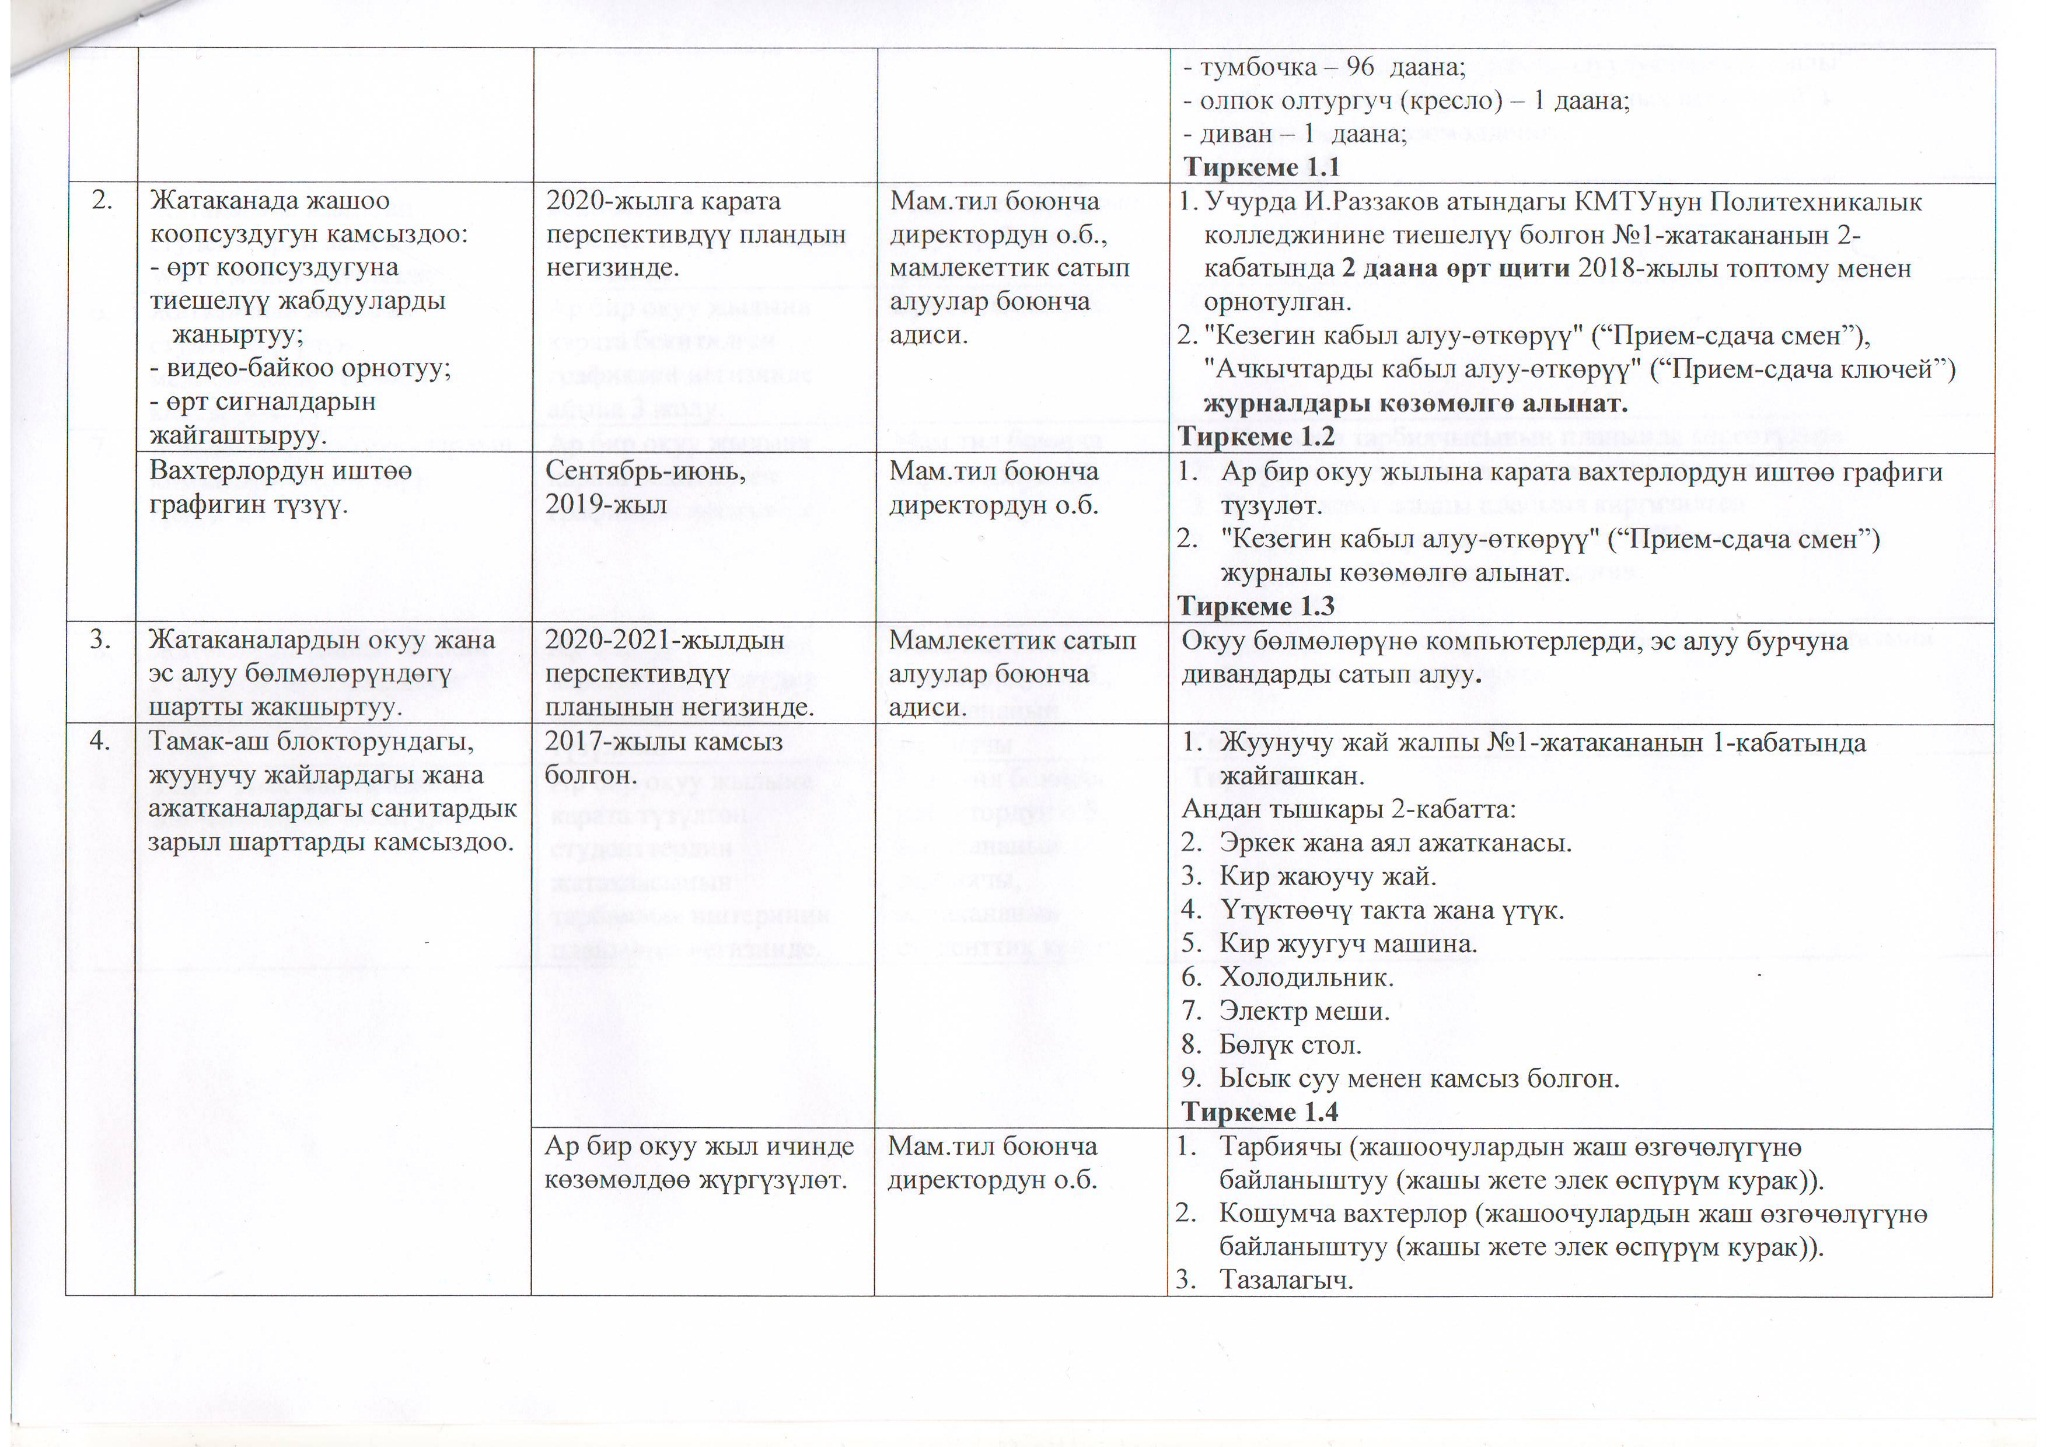 - тумбочка – 96 даана;
- олпок олтургуч (кресло) – 1 даана;
- диван – 1 даана;
Тиркеме 1.1
2.
Жатаканада жашоо
коопсуздугун камсыздоо:
- өрт коопсуздугуна
тиешелүү жабдууларды
жаңыртуу;
- видео-байкоо орнотуу;
- өрт сигналдарын
жайгаштыруу.
2020-жылга карата
перспективдүү пландын
негизинде.
Мам.тил боюнча
директордун о.б.,
мамлекеттик сатып
алуулар боюнча
адиси.
1. Учурда И.Раззаков атындагы КМТУнун Политехникалык
колледжинине тиешелүү болгон №1-жатакананын 2-
кабатында 2 даана өрт щити 2018-жылы топтому менен
орнотулган.
2. "Кезегин кабыл алуу-өткөрүү" (“Прием-сдача смен”),
"Ачкычтарды кабыл алуу-өткөрүү" (“Прием-сдача ключей”)
журналдары көзөмөлгө алынат.
Тиркеме 1.2
Вахтерлордун иштөө
графигин түзүү.
Сентябрь-июнь,
2019-жыл
Мам.тил боюнча
директордун о.б.
1. Ар бир окуу жылына карата вахтерлордун иштөө графиги
түзүлөт.
2. "Кезегин кабыл алуу-өткөрүү" (“Прием-сдача смен”)
журналы көзөмөлгө алынат.
Тиркеме 1.3
3.
Жатаканалардын окуу жана
эс алуу бөлмөлөрүндөгү
шартты жакшыртуу.
2020-2021-жылдын
перспективдүү
планынын негизинде.
Мамлекеттик сатып
алуулар боюнча
адиси.
Окуу бөлмөлөрүнө компьютерлерди, эс алуу бурчуна
дивандарды сатып алуу.
4.
Тамак-аш блокторундагы,
жуунучу жайлардагы жана
ажатканалардагы санитардык
зарыл шарттарды камсыздоо.
2017-жылы камсыз
болгон.
1. Жуунучу жай жалпы №1-жатакананын 1-кабатында
жайгашкан.
Андан тышкары 2-кабатта:
2. Эркек жана аял ажатканасы.
3. Кир жаюучу жай.
4. Үтүктөөчү такта жана үтүк.
5. Кир жуугуч машина.
6. Холодильник.
7. Электр меши.
8. Бөлүк стол.
9. Ысык суу менен камсыз болгон.
Тиркеме 1.4
Ар бир окуу жыл ичинде
көзөмөлдөө жүргүзүлөт.
Мам.тил боюнча
директордун о.б.
1. Тарбиячы (жашоочулардын жаш өзгөчөлүгүнө
байланыштуу (жашы жете элек өспүрүм курак)).
2. Кошумча вахтерлор (жашоочулардын жаш өзгөчөлүгүнө
байланыштуу (жашы жете элек өспүрүм курак)).
3. Тазалагыч.